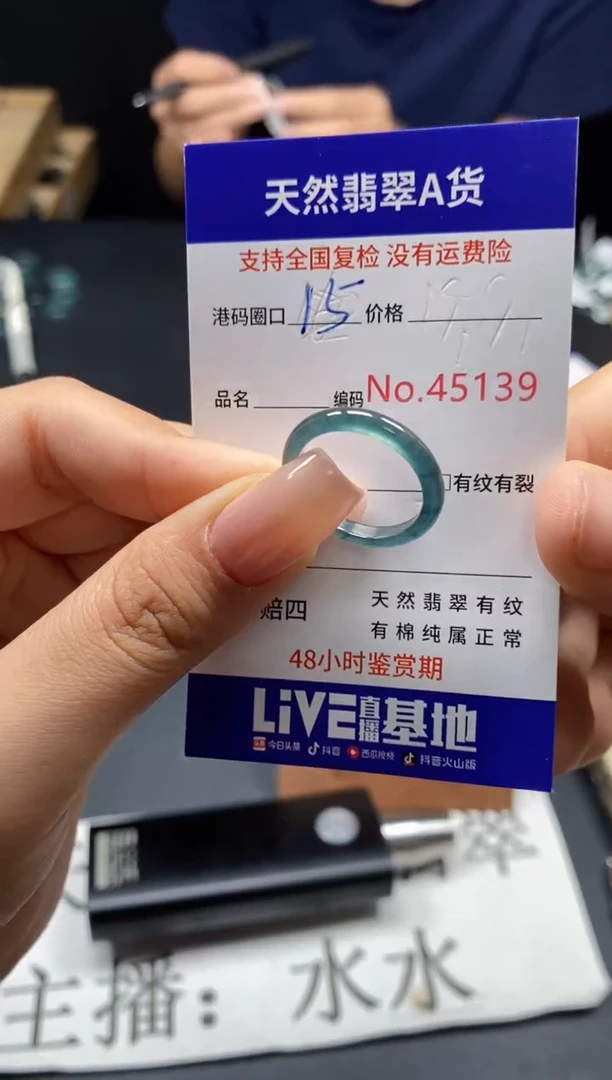 天然翡翠A货
支持全国复检 没有运费险
港码圈口 15 价格
品名 编码 No.45139
有纹有裂
赔四 天然翡翠有纹
有棉纯属正常
48小时鉴赏期
LiVE直播基地
今日头条 抖音 西瓜视频 抖音火山版
翠
主播：水水